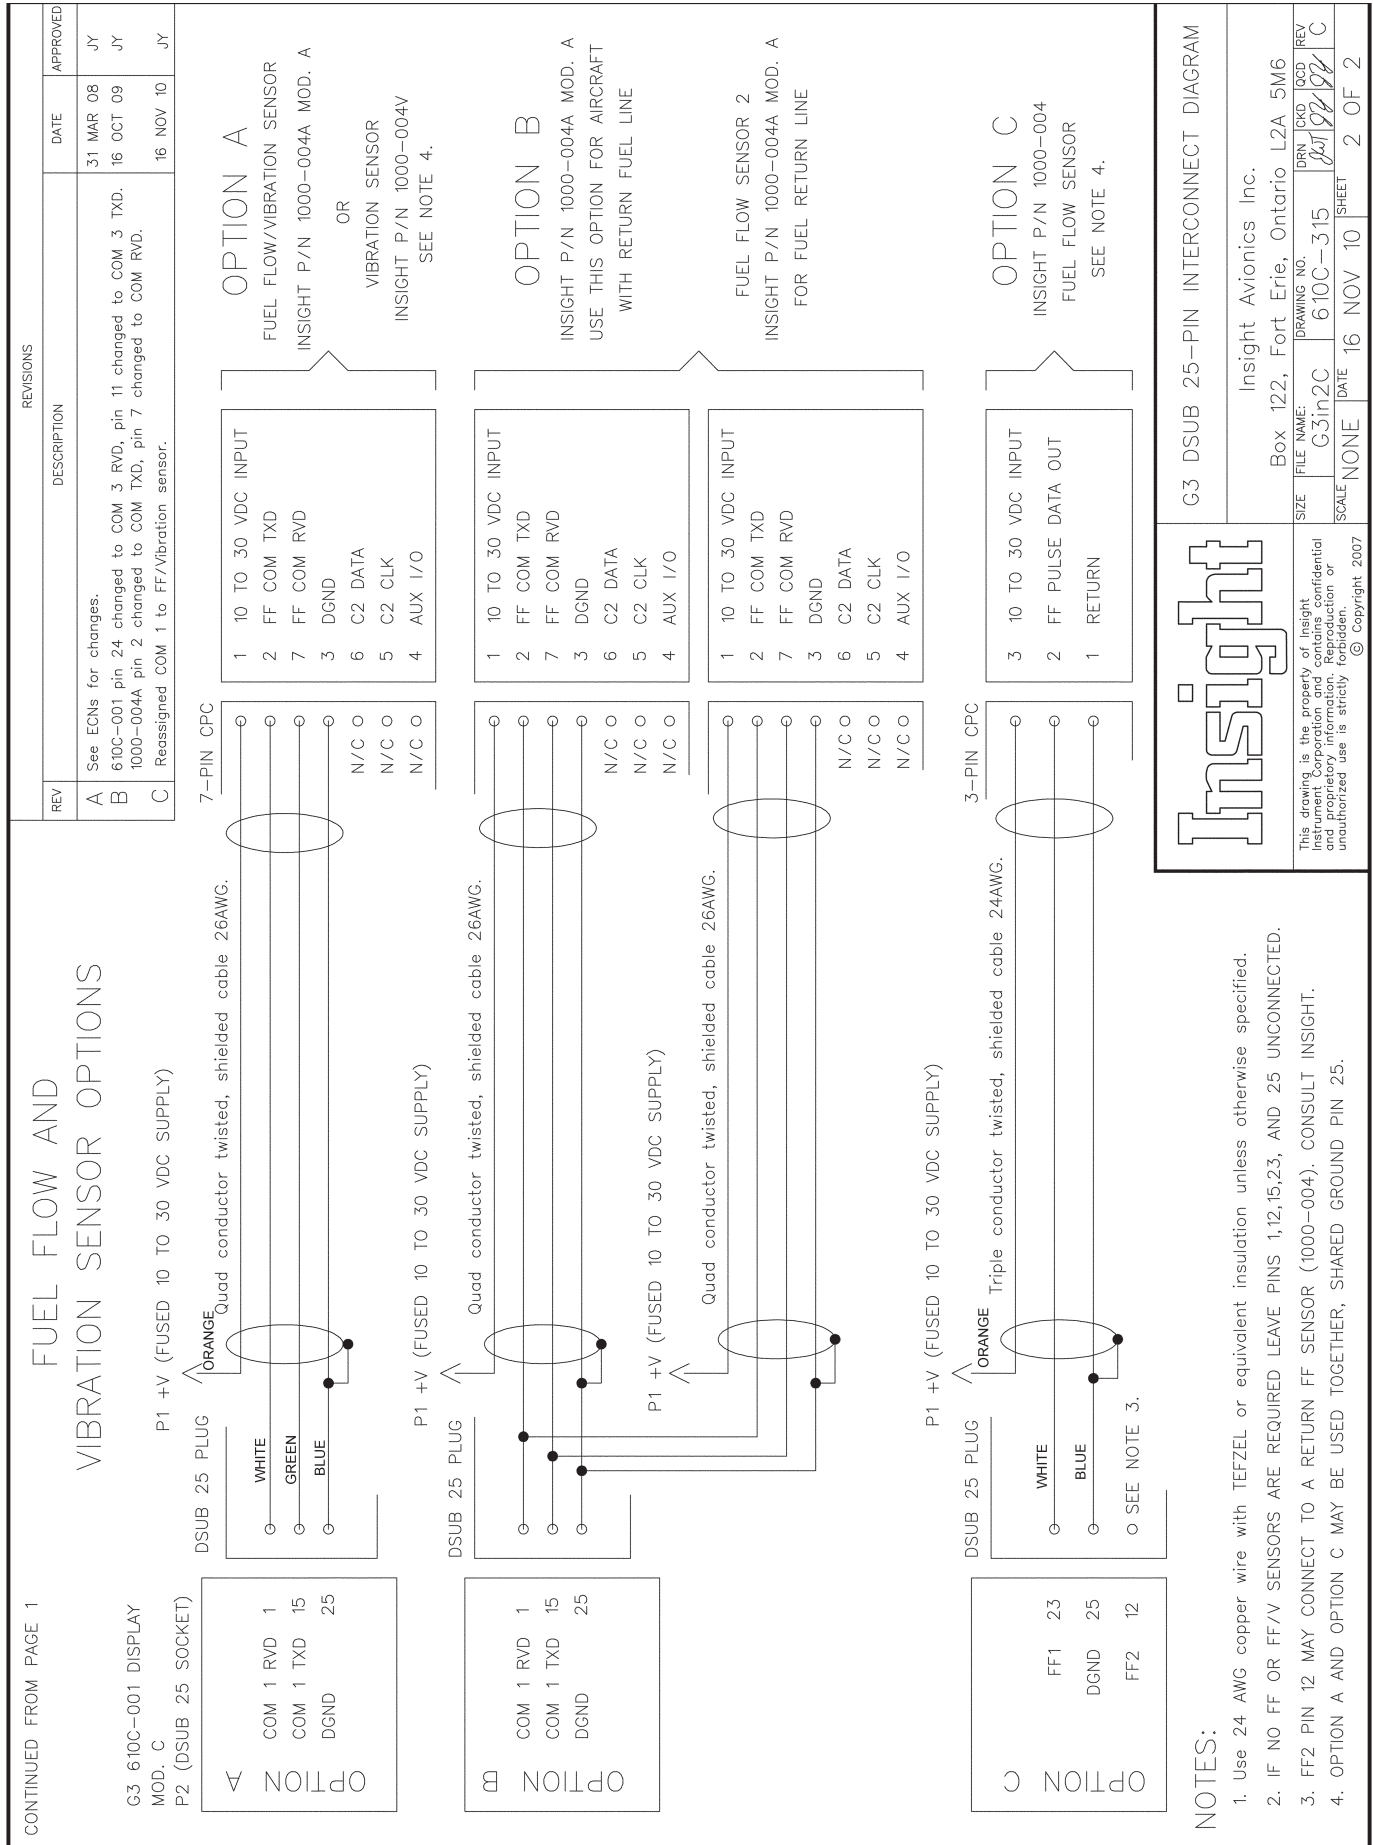 CONTINUED FROM PAGE 1
FUEL FLOW AND
VIBRATION SENSOR OPTIONS
REVISIONS
REV DESCRIPTION DATE APPROVED
A See ECNs for changes. 31 MAR 08 JY
B 610C-001 pin 24 changed to COM 3 RVD, pin 11 changed to COM 3 TXD. 16 OCT 09 JY
1000-004A pin 2 changed to COM TXD, pin 7 changed to COM RVD.
C Reassigned COM 1 to FF/Vibration sensor. 16 NOV 10 JY
G3 610C-001 DISPLAY
MOD. C
P2 (DSUB 25 SOCKET)
OPTION A
COM 1 RVD 1
COM 1 TXD 15
DGND 25
DSUB 25 PLUG
WHITE
GREEN
BLUE
P1 +V (FUSED 10 TO 30 VDC SUPPLY)
ORANGE
Quad conductor twisted, shielded cable 26AWG.
7-PIN CPC
N/C
N/C
N/C
1 10 TO 30 VDC INPUT
2 FF COM TXD
7 FF COM RVD
3 DGND
6 C2 DATA
5 C2 CLK
4 AUX I/O
OPTION A
FUEL FLOW/VIBRATION SENSOR
INSIGHT P/N 1000-004A MOD. A
OR
VIBRATION SENSOR
INSIGHT P/N 1000-004V
SEE NOTE 4.
OPTION B
COM 1 RVD 1
COM 1 TXD 15
DGND 25
DSUB 25 PLUG
P1 +V (FUSED 10 TO 30 VDC SUPPLY)
Quad conductor twisted, shielded cable 26AWG.
N/C
N/C
N/C
1 10 TO 30 VDC INPUT
2 FF COM TXD
7 FF COM RVD
3 DGND
6 C2 DATA
5 C2 CLK
4 AUX I/O
OPTION B
INSIGHT P/N 1000-004A MOD. A
USE THIS OPTION FOR AIRCRAFT
WITH RETURN FUEL LINE
P1 +V (FUSED 10 TO 30 VDC SUPPLY)
Quad conductor twisted, shielded cable 26AWG.
N/C
N/C
N/C
1 10 TO 30 VDC INPUT
2 FF COM TXD
7 FF COM RVD
3 DGND
6 C2 DATA
5 C2 CLK
4 AUX I/O
FUEL FLOW SENSOR 2
INSIGHT P/N 1000-004A MOD. A
FOR FUEL RETURN LINE
OPTION C
FF1 23
DGND 25
FF2 12
DSUB 25 PLUG
WHITE
BLUE
SEE NOTE 3.
P1 +V (FUSED 10 TO 30 VDC SUPPLY)
ORANGE
Triple conductor twisted, shielded cable 24AWG.
3-PIN CPC
3 10 TO 30 VDC INPUT
2 FF PULSE DATA OUT
1 RETURN
OPTION C
INSIGHT P/N 1000-004
FUEL FLOW SENSOR
SEE NOTE 4.
NOTES:
1. Use 24 AWG copper wire with TEFZEL or equivalent insulation unless otherwise specified.
2. IF NO FF OR FF/V SENSORS ARE REQUIRED LEAVE PINS 1,12,15,23, AND 25 UNCONNECTED.
3. FF2 PIN 12 MAY CONNECT TO A RETURN FF SENSOR (1000-004). CONSULT INSIGHT.
4. OPTION A AND OPTION C MAY BE USED TOGETHER, SHARED GROUND PIN 25.
Insight
This drawing is the property of Insight
Instrument Corporation and contains confidential
and proprietory information. Reproduction or
unauthorized use is strictly forbidden.
© Copyright 2007
G3 DSUB 25-PIN INTERCONNECT DIAGRAM
Insight Avionics Inc.
Box 122, Fort Erie, Ontario L2A 5M6
SIZE FILE NAME: G3in2C DRAWING NO. 610C-315 DRN CKD QCD REV C
SCALE NONE DATE 16 NOV 10 SHEET 2 OF 2